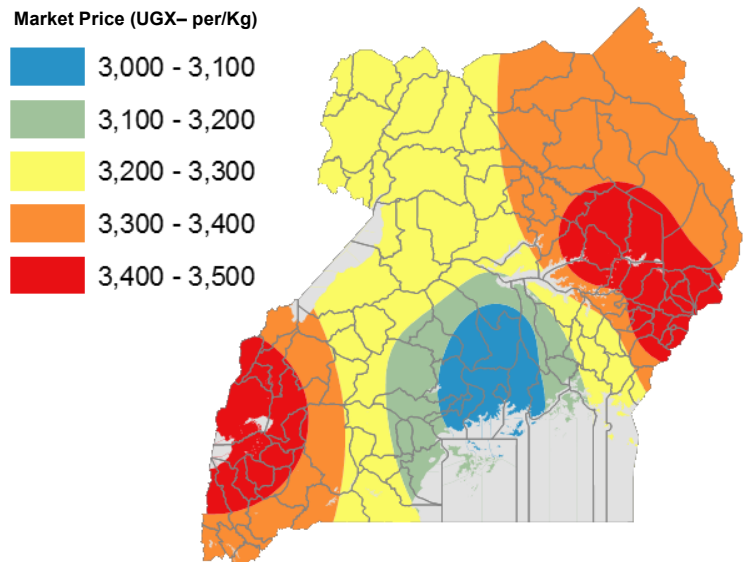 Market Price (UGX– per/Kg)
3,000 - 3,100
3,100 - 3,200
3,200 - 3,300
3,300 - 3,400
3,400 - 3,500